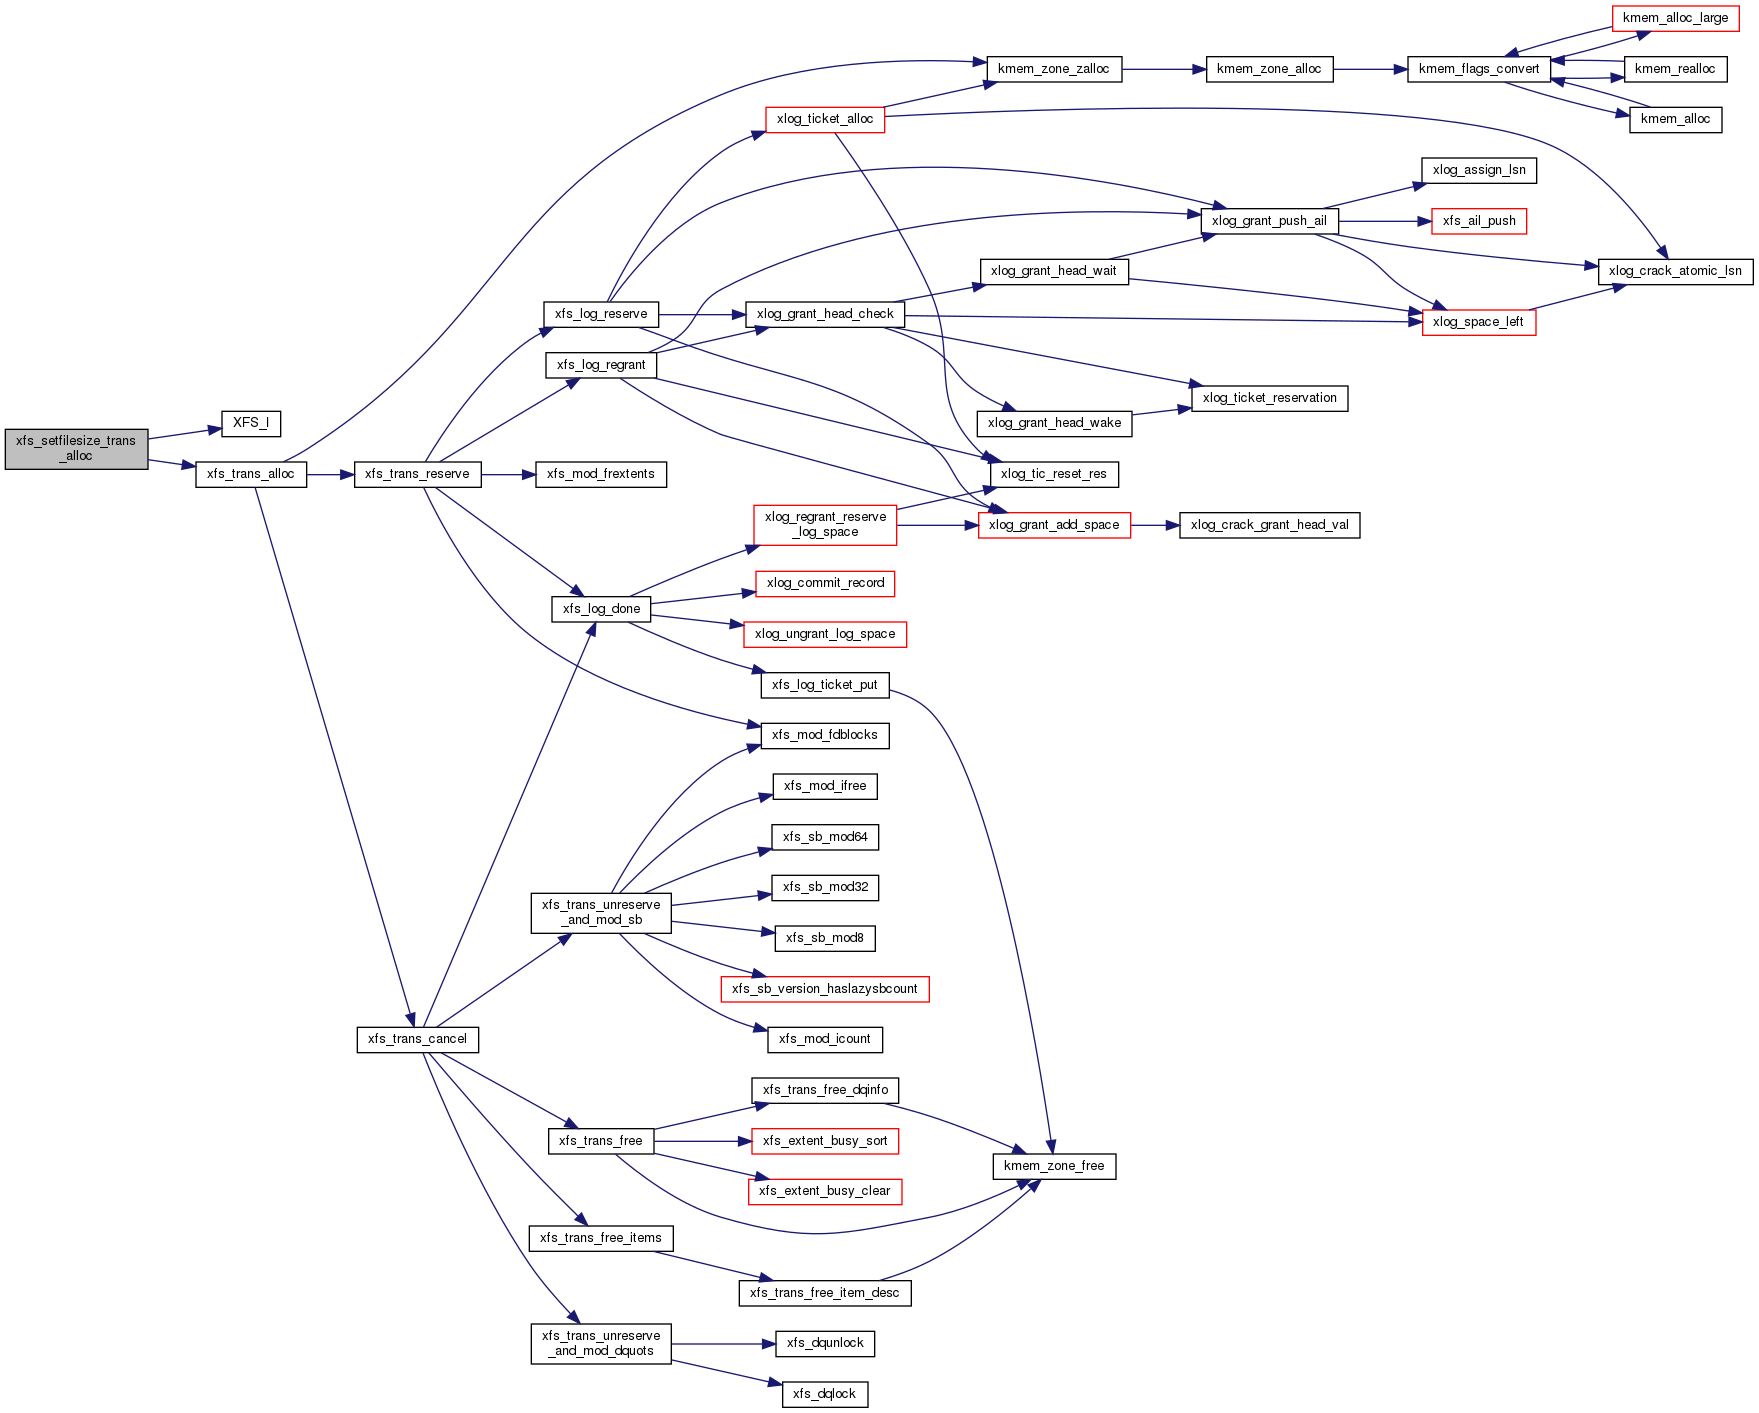 kmem_alloc_large
kmem_zone_zalloc
kmem_zone_alloc
kmem_flags_convert
kmem_realloc
xlog_ticket_alloc
kmem_alloc
xlog_assign_lsn
xlog_grant_push_ail
xfs_ail_push
xlog_grant_head_wait
xlog_crack_atomic_lsn
xfs_log_reserve
xlog_grant_head_check
xlog_space_left
xfs_log_regrant
xlog_ticket_reservation
XFS_I
xlog_grant_head_wake
xfs_setfilesize_trans
_alloc
xfs_trans_alloc
xfs_trans_reserve
xfs_mod_frextents
xlog_tic_reset_res
xlog_regrant_reserve
_log_space
xlog_grant_add_space
xlog_crack_grant_head_val
xlog_commit_record
xfs_log_done
xlog_ungrant_log_space
xfs_log_ticket_put
xfs_mod_fdblocks
xfs_mod_ifree
xfs_sb_mod64
xfs_sb_mod32
xfs_trans_unreserve
_and_mod_sb
xfs_sb_mod8
xfs_sb_version_haslazysbcount
xfs_trans_cancel
xfs_mod_icount
xfs_trans_free_dqinfo
xfs_trans_free
xfs_extent_busy_sort
kmem_zone_free
xfs_extent_busy_clear
xfs_trans_free_items
xfs_trans_free_item_desc
xfs_trans_unreserve
_and_mod_dquots
xfs_dqunlock
xfs_dqlock